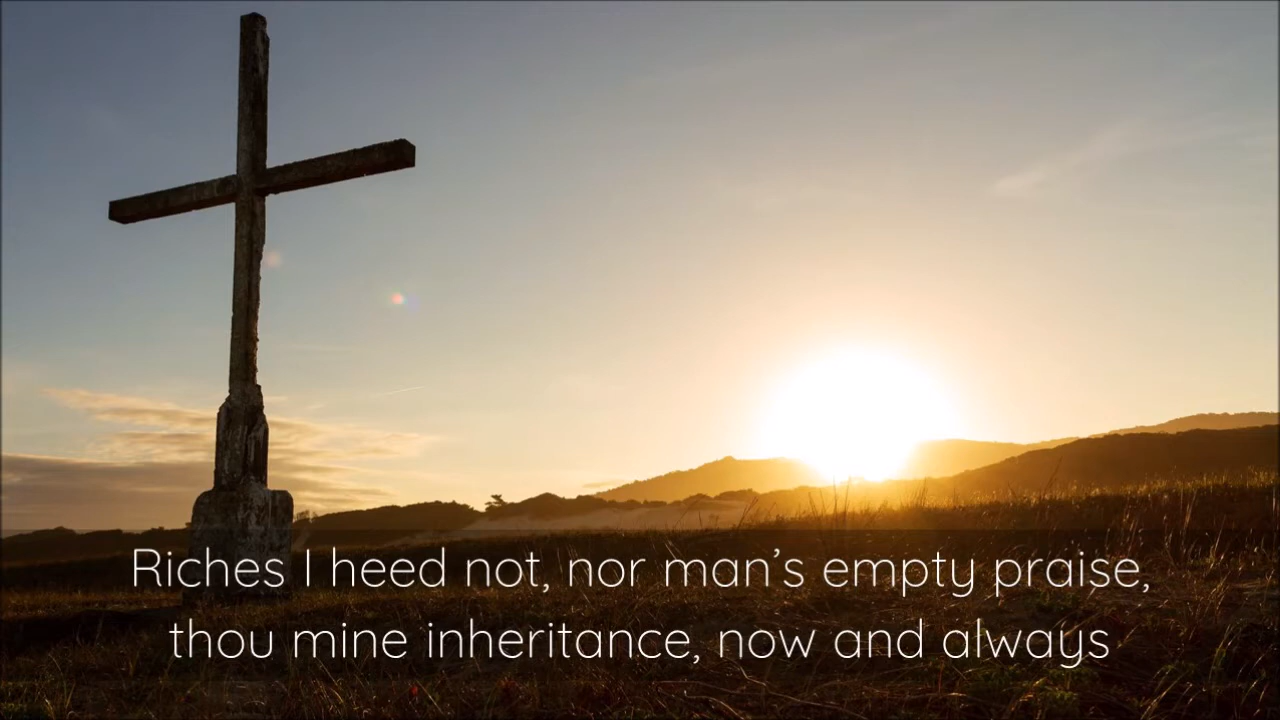 Riches I heed not, nor man’s empty praise,
thou mine inheritance, now and always